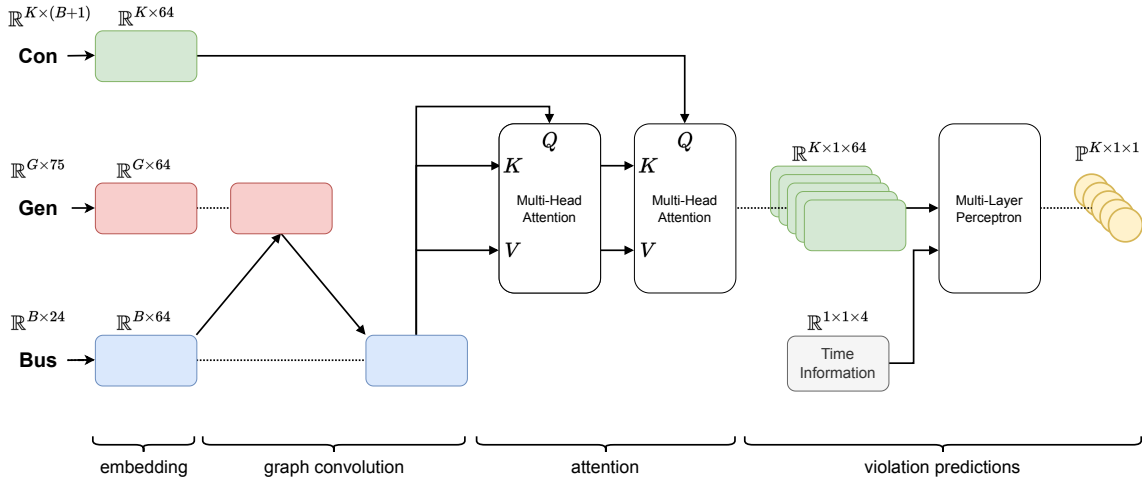 ℝ^{K×(B+1)} ℝ^{K×64}
Con
ℝ^{G×75} ℝ^{G×64}
Gen
ℝ^{B×24} ℝ^{B×64}
Bus
Q
K
V
Multi-Head
Attention
Q
K
V
Multi-Head
Attention
ℝ^{K×1×64}
Multi-Layer
Perceptron
ℙ^{K×1×1}
ℝ^{1×1×4}
Time
Information
embedding
graph convolution
attention
violation predictions